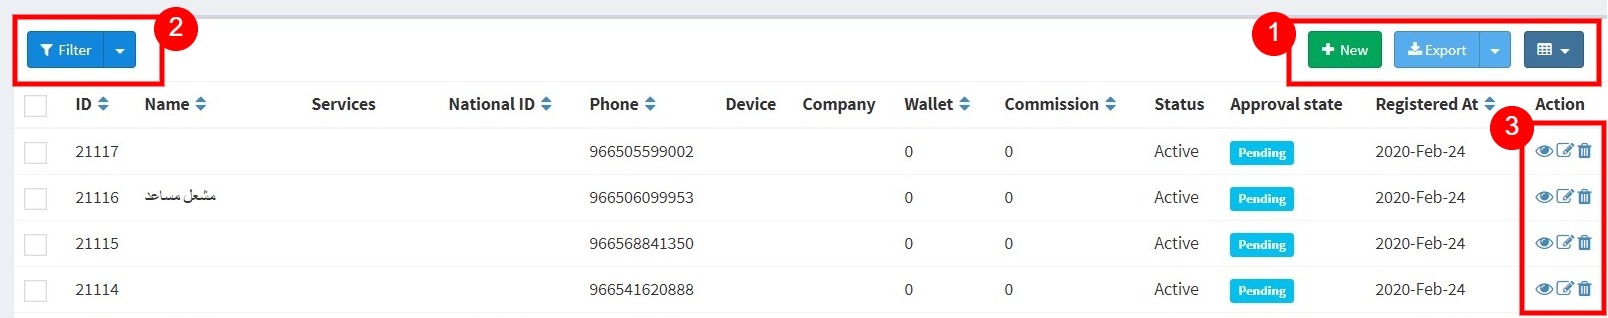 2
1
Filter
New Export
ID Name Services National ID Phone Device Company Wallet Commission Status Approval state Registered At Action
3
21117 966505599002 0 0 Active Pending 2020-Feb-24
21116 مشعل مساعد 966506099953 0 0 Active Pending 2020-Feb-24
21115 966568841350 0 0 Active Pending 2020-Feb-24
21114 966541620888 0 0 Active Pending 2020-Feb-24